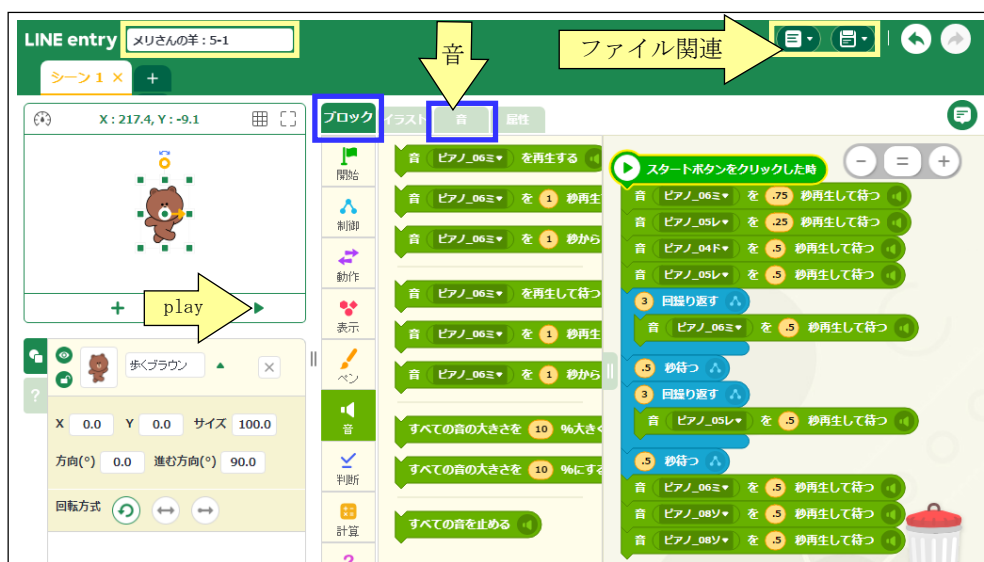 LINE entry
メリさんの羊：5-1
音
ファイル関連
シーン 1 ×
+
X : 217.4, Y : -9.1
ブロック
イラスト
音
属性
play
歩くブラウン
X 0.0 Y 0.0 サイズ 100.0
方向(°) 0.0 進む方向(°) 90.0
回転方式
?
開始
制御
動作
表示
ペン
音
判断
計算
?
音 ピアノ_06ミ▼ を再生する
音 ピアノ_06ミ▼ を 1 秒再生
音 ピアノ_06ミ▼ を 1 秒から
音 ピアノ_06ミ▼ を再生して待つ
音 ピアノ_06ミ▼ を 1 秒再生
音 ピアノ_06ミ▼ を 1 秒から
すべての音の大きさを 10 %大き
すべての音の大きさを 10 %にす
すべての音を止める
スタートボタンをクリックした時
音 ピアノ_06ミ▼ を .75 秒再生して待つ
音 ピアノ_05レ▼ を .25 秒再生して待つ
音 ピアノ_04ド▼ を .5 秒再生して待つ
音 ピアノ_05レ▼ を .5 秒再生して待つ
3 回繰り返す
音 ピアノ_06ミ▼ を .5 秒再生して待つ
.5 秒待つ
3 回繰り返す
音 ピアノ_05レ▼ を .5 秒再生して待つ
.5 秒待つ
音 ピアノ_06ミ▼ を .5 秒再生して待つ
音 ピアノ_08ソ▼ を .5 秒再生して待つ
音 ピアノ_08ソ▼ を .5 秒再生して待つ